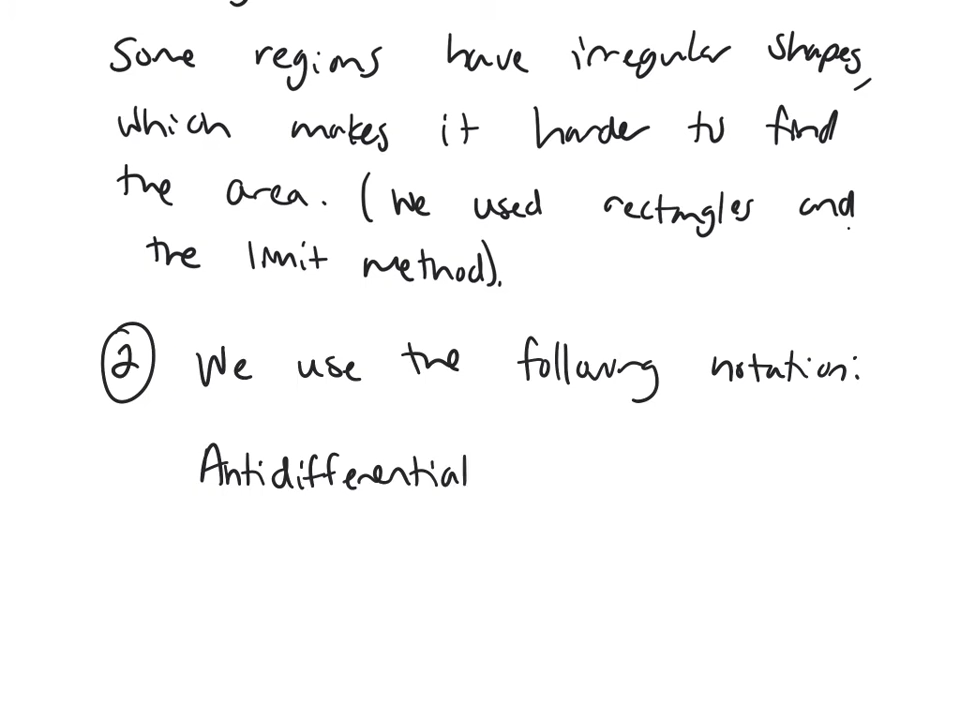 Some regions have irregular shapes,
which makes it harder to find
the area. (We used rectangles and
the limit method).
② We use the following notation:
Antidifferential